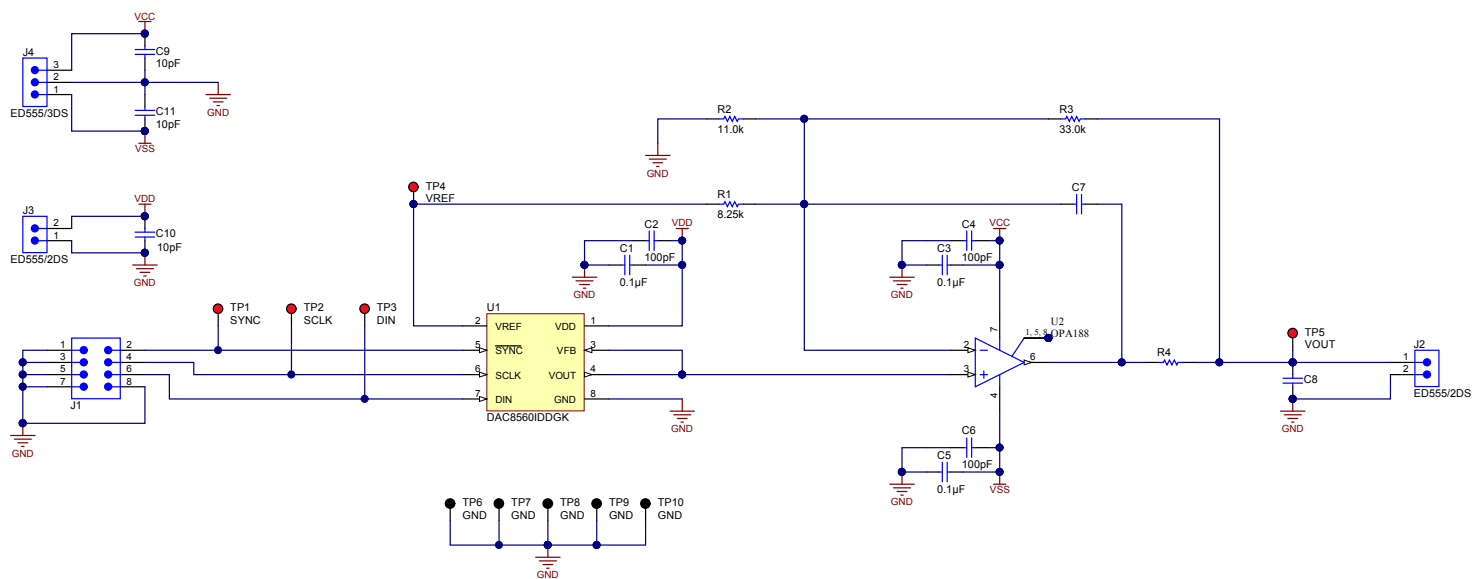 VCC
J4
3
2
1
ED555/3DS
C9
10pF
C11
10pF
GND
VSS
J3
2
1
ED555/2DS
VDD
C10
10pF
GND
R2
11.0k
R3
33.0k
GND
TP4
VREF
R1
8.25k
C7
C2
100pF
VDD
C1
0.1µF
GND
C4
100pF
VCC
C3
0.1µF
GND
TP1
SYNC
TP2
SCLK
TP3
DIN
U1
2 VREF VDD 1
5 SYNC VFB 3
6 SCLK VOUT 4
7 DIN GND 8
DAC8560IDDGK
GND
1 2
3 4
5 6
7 8
J1
GND
7
1, 5, 8
U2
OPA188
2
3
6
4
R4
TP5
VOUT
C8
GND
J2
1
2
ED555/2DS
C6
100pF
C5
0.1µF
GND
VSS
TP6
GND
TP7
GND
TP8
GND
TP9
GND
TP10
GND
GND